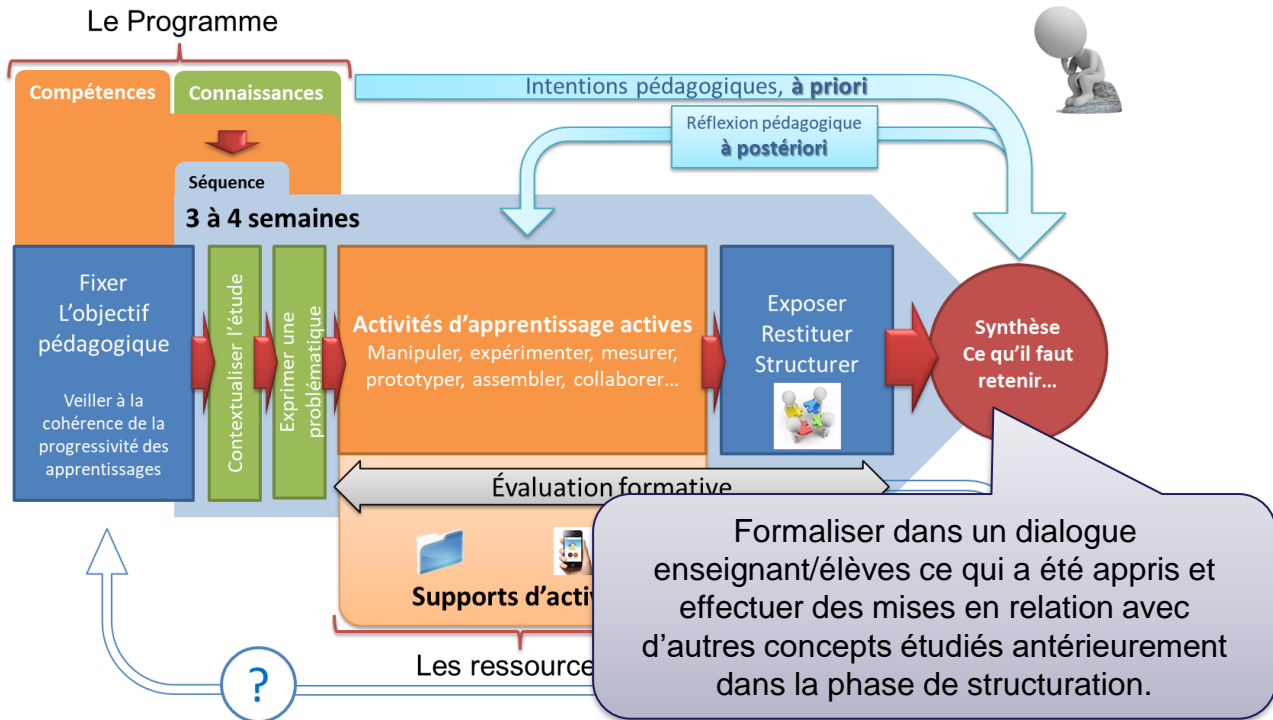 Le Programme
Compétences
Connaissances
Intentions pédagogiques, à priori
Réflexion pédagogique
à postériori
Séquence
3 à 4 semaines
Fixer
L’objectif
pédagogique
Veiller à la
cohérence de la
progressivité des
apprentissages
Contextualiser l’étude
Exprimer une
problématique
Activités d’apprentissage actives
Manipuler, expérimenter, mesurer,
prototyper, assembler, collaborer…
Exposer
Restituer
Structurer
Synthèse
Ce qu’il faut
retenir…
Évaluation formative
Supports d’activ
Les ressource
?
Formaliser dans un dialogue
enseignant/élèves ce qui a été appris et
effectuer des mises en relation avec
d’autres concepts étudiés antérieurement
dans la phase de structuration.